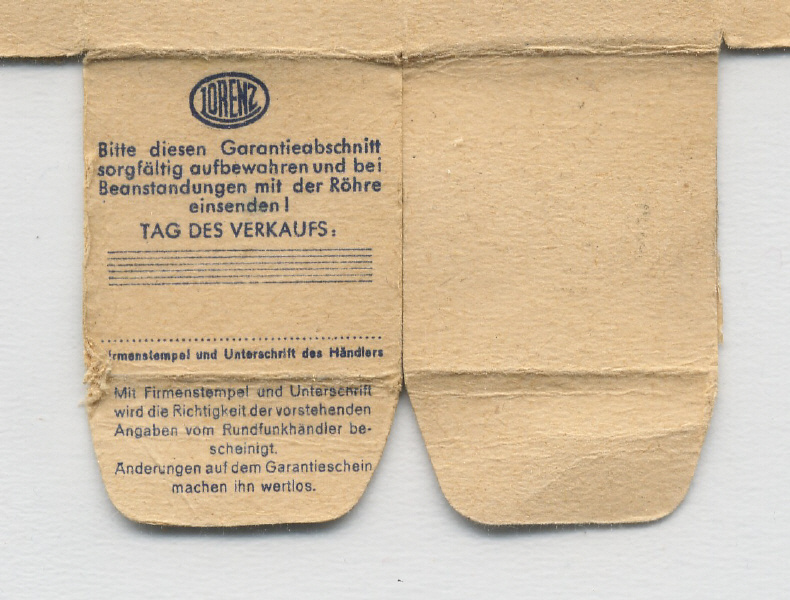 LORENZ
Bitte diesen Garantieabschnitt
sorgfältig aufbewahren und bei
Beanstandungen mit der Röhre
einsenden!
TAG DES VERKAUFS:
Firmenstempel und Unterschrift des Händlers
Mit Firmenstempel und Unterschrift
wird die Richtigkeit der vorstehenden
Angaben vom Rundfunkhändler be-
scheinigt.
Änderungen auf dem Garantieschein
machen ihn wertlos.